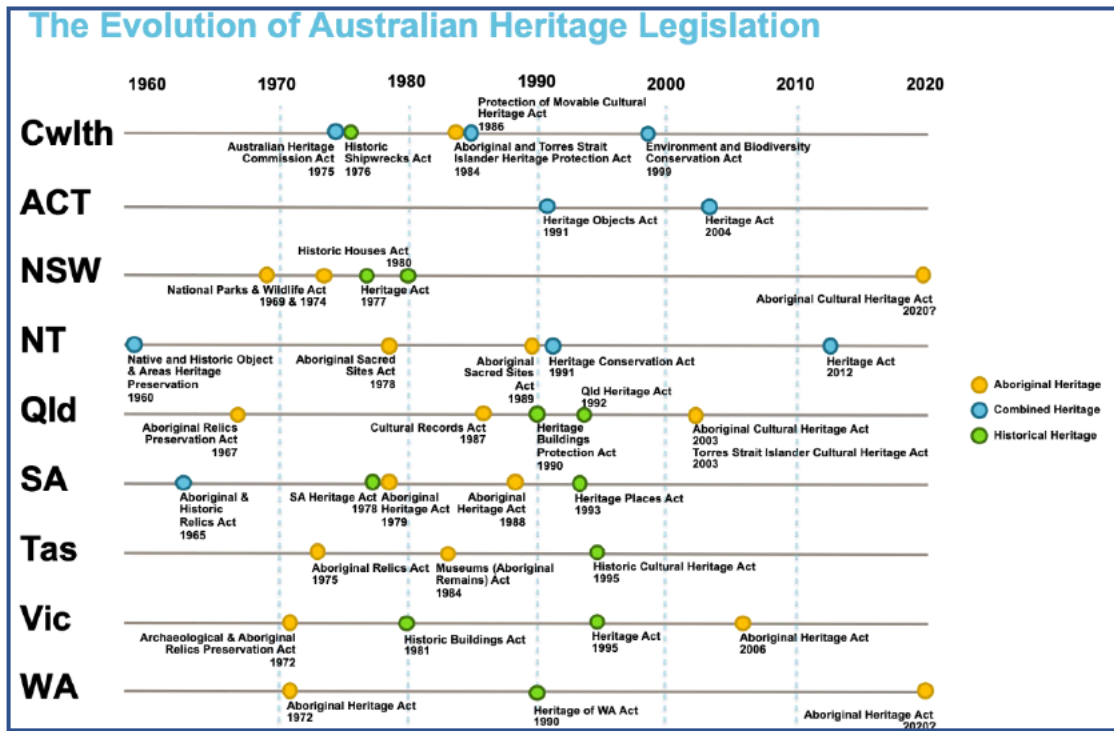 The Evolution of Australian Heritage Legislation
1960 1970 1980 1990 2000 2010 2020
Cwlth
Australian Heritage
Commission Act
1975
Historic
Shipwrecks Act
1976
Protection of Movable Cultural
Heritage Act
1986
Aboriginal and Torres Strait
Islander Heritage Protection Act
1984
Environment and Biodiversity
Conservation Act
1999
ACT
Heritage Objects Act
1991
Heritage Act
2004
NSW
National Parks & Wildlife Act
1969 & 1974
Historic Houses Act
1980
Heritage Act
1977
Aboriginal Cultural Heritage Act
2020?
NT
Native and Historic Object
& Areas Heritage
Preservation
1960
Aboriginal Sacred
Sites Act
1978
Aboriginal
Sacred Sites
Act
1989
Heritage Conservation Act
1991
Heritage Act
2012
Qld
Aboriginal Relics
Preservation Act
1967
Cultural Records Act
1987
Heritage
Buildings
Protection Act
1990
Qld Heritage Act
1992
Aboriginal Cultural Heritage Act
2003
Torres Strait Islander Cultural Heritage Act
2003
SA
Aboriginal &
Historic
Relics Act
1965
SA Heritage Act
1978
Aboriginal
Heritage Act
1979
Aboriginal
Heritage Act
1988
Heritage Places Act
1993
Tas
Aboriginal Relics Act
1975
Museums (Aboriginal
Remains) Act
1984
Historic Cultural Heritage Act
1995
Vic
Archaeological & Aboriginal
Relics Preservation Act
1972
Historic Buildings Act
1981
Heritage Act
1995
Aboriginal Heritage Act
2006
WA
Aboriginal Heritage Act
1972
Heritage of WA Act
1990
Aboriginal Heritage Act
2020?
Aboriginal Heritage
Combined Heritage
Historical Heritage